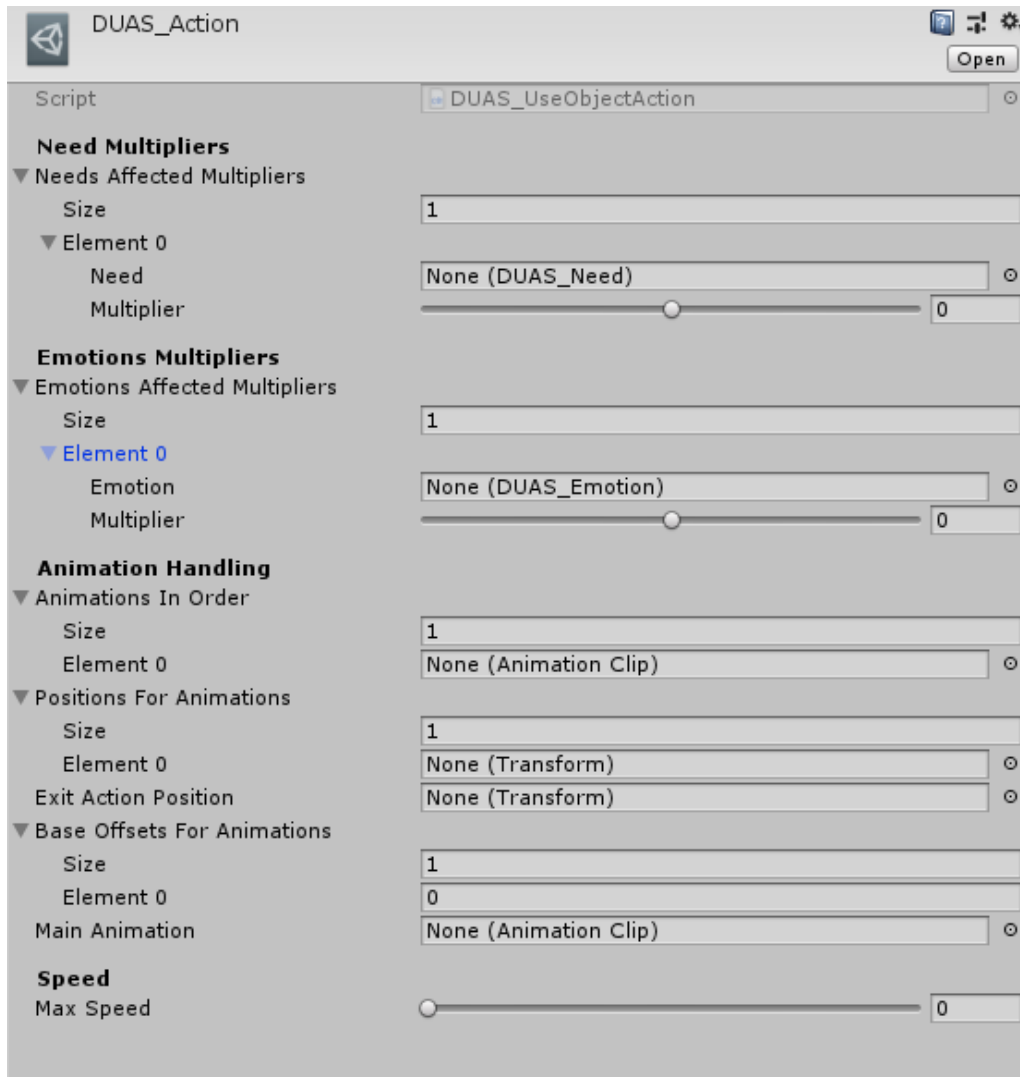 DUAS_Action
Open
Script DUAS_UseObjectAction
Need Multipliers
Needs Affected Multipliers
Size 1
Element 0
Need None (DUAS_Need)
Multiplier 0
Emotions Multipliers
Emotions Affected Multipliers
Size 1
Element 0
Emotion None (DUAS_Emotion)
Multiplier 0
Animation Handling
Animations In Order
Size 1
Element 0 None (Animation Clip)
Positions For Animations
Size 1
Element 0 None (Transform)
Exit Action Position None (Transform)
Base Offsets For Animations
Size 1
Element 0 0
Main Animation None (Animation Clip)
Speed
Max Speed 0